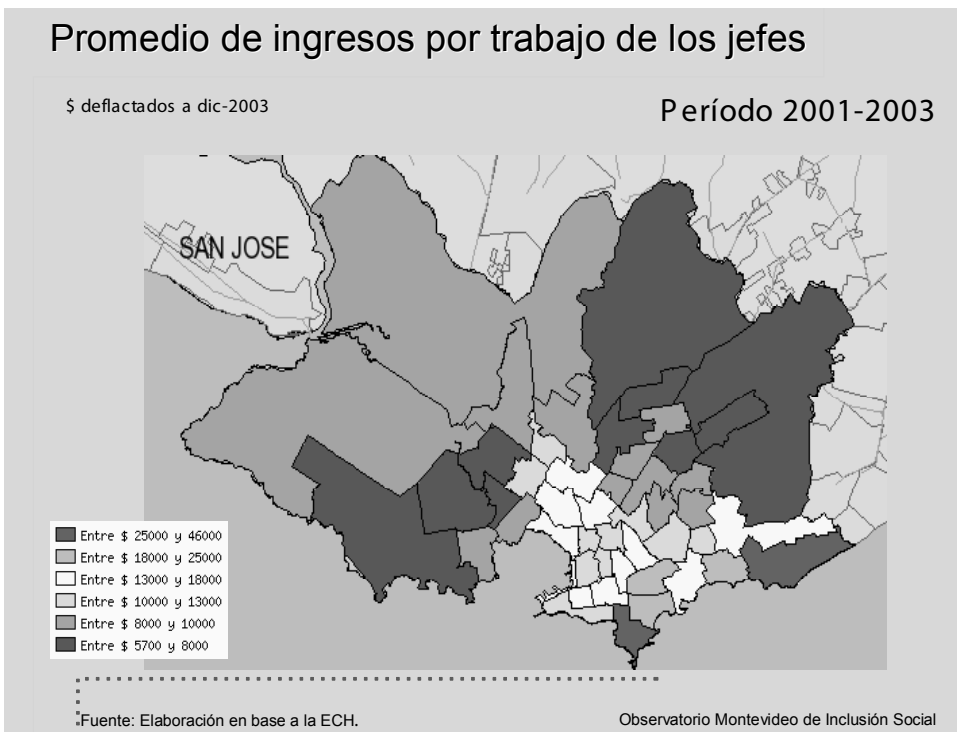 Promedio de ingresos por trabajo de los jefes
$ deflactados a dic-2003
Período 2001-2003
SAN JOSE
Entre $ 25000 y 46000
Entre $ 18000 y 25000
Entre $ 13000 y 18000
Entre $ 10000 y 13000
Entre $ 8000 y 10000
Entre $ 5700 y 8000
Fuente: Elaboración en base a la ECH.
Observatorio Montevideo de Inclusión Social